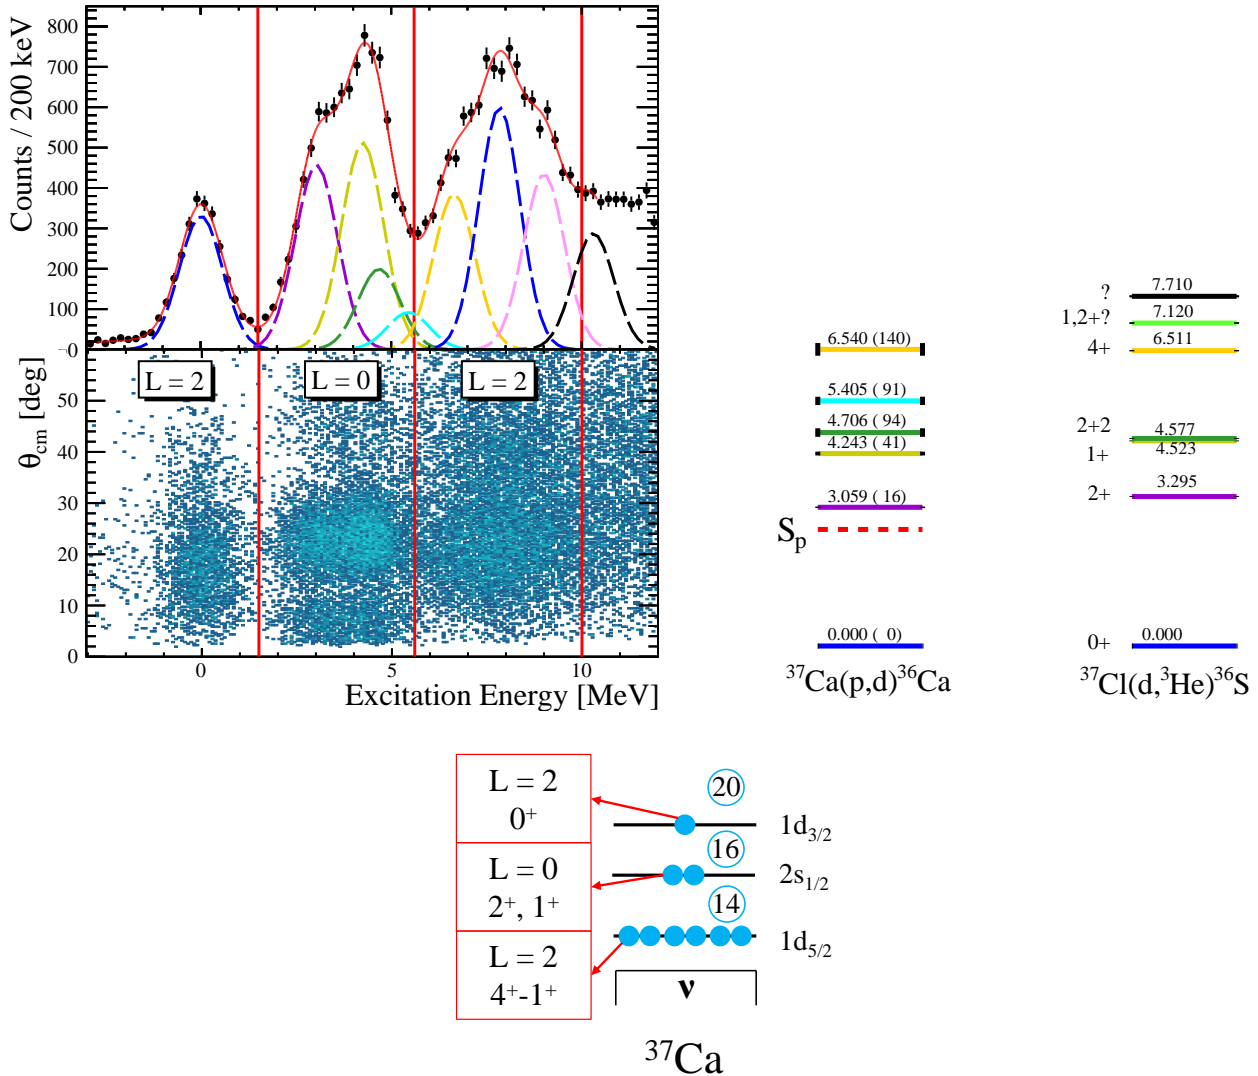 Counts / 200 keV
800
700
600
500
400
300
200
100
0
θcm [deg]
L = 2
L = 0
L = 2
50
40
30
20
10
0
0
5
10
Excitation Energy [MeV]
6.540 (140)
5.405 ( 91)
4.706 ( 94)
4.243 ( 41)
3.059 ( 16)
Sp
0.000 ( 0)
³⁷Ca(p,d)³⁶Ca
? 7.710
1,2+? 7.120
4+ 6.511
2+2 4.577
1+ 4.523
2+ 3.295
0+ 0.000
³⁷Cl(d,³He)³⁶S
L = 2
0⁺
20
1d3/2
L = 0
2⁺, 1⁺
16
2s1/2
L = 2
4⁺-1⁺
14
1d5/2
ν
³⁷Ca